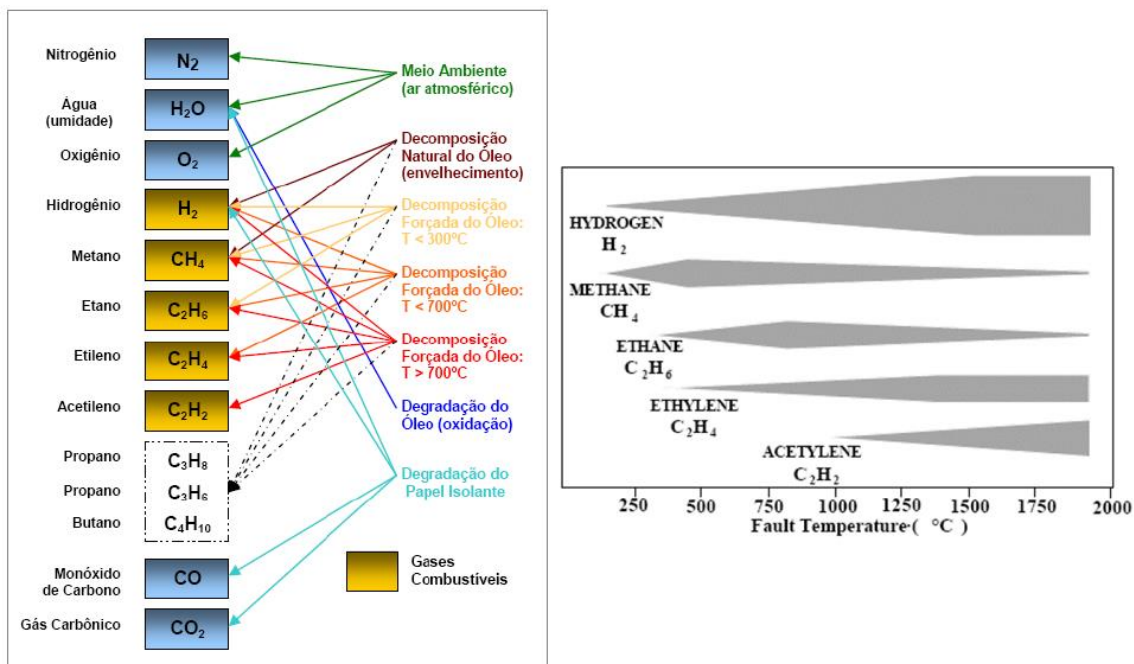 Nitrogênio
N₂
Água
(umidade)
H₂O
Oxigênio
O₂
Hidrogênio
H₂
Metano
CH₄
Etano
C₂H₆
Etileno
C₂H₄
Acetileno
C₂H₂
Propano
C₃H₈
Propano
C₃H₆
Butano
C₄H₁₀
Monóxido
de Carbono
CO
Gás Carbônico
CO₂
Meio Ambiente
(ar atmosférico)
Decomposição
Natural do Óleo
(envelhecimento)
Decomposição
Forçada do Óleo:
T < 300ºC
Decomposição
Forçada do Óleo:
T < 700ºC
Decomposição
Forçada do Óleo:
T > 700ºC
Degradação do
Óleo (oxidação)
Degradação do
Papel Isolante
Gases
Combustíveis
HYDROGEN
H₂
METHANE
CH₄
ETHANE
C₂H₆
ETHYLENE
C₂H₄
ACETYLENE
C₂H₂
250 500 750 1000 1250 1500 1750 2000
Fault Temperature ( °C)